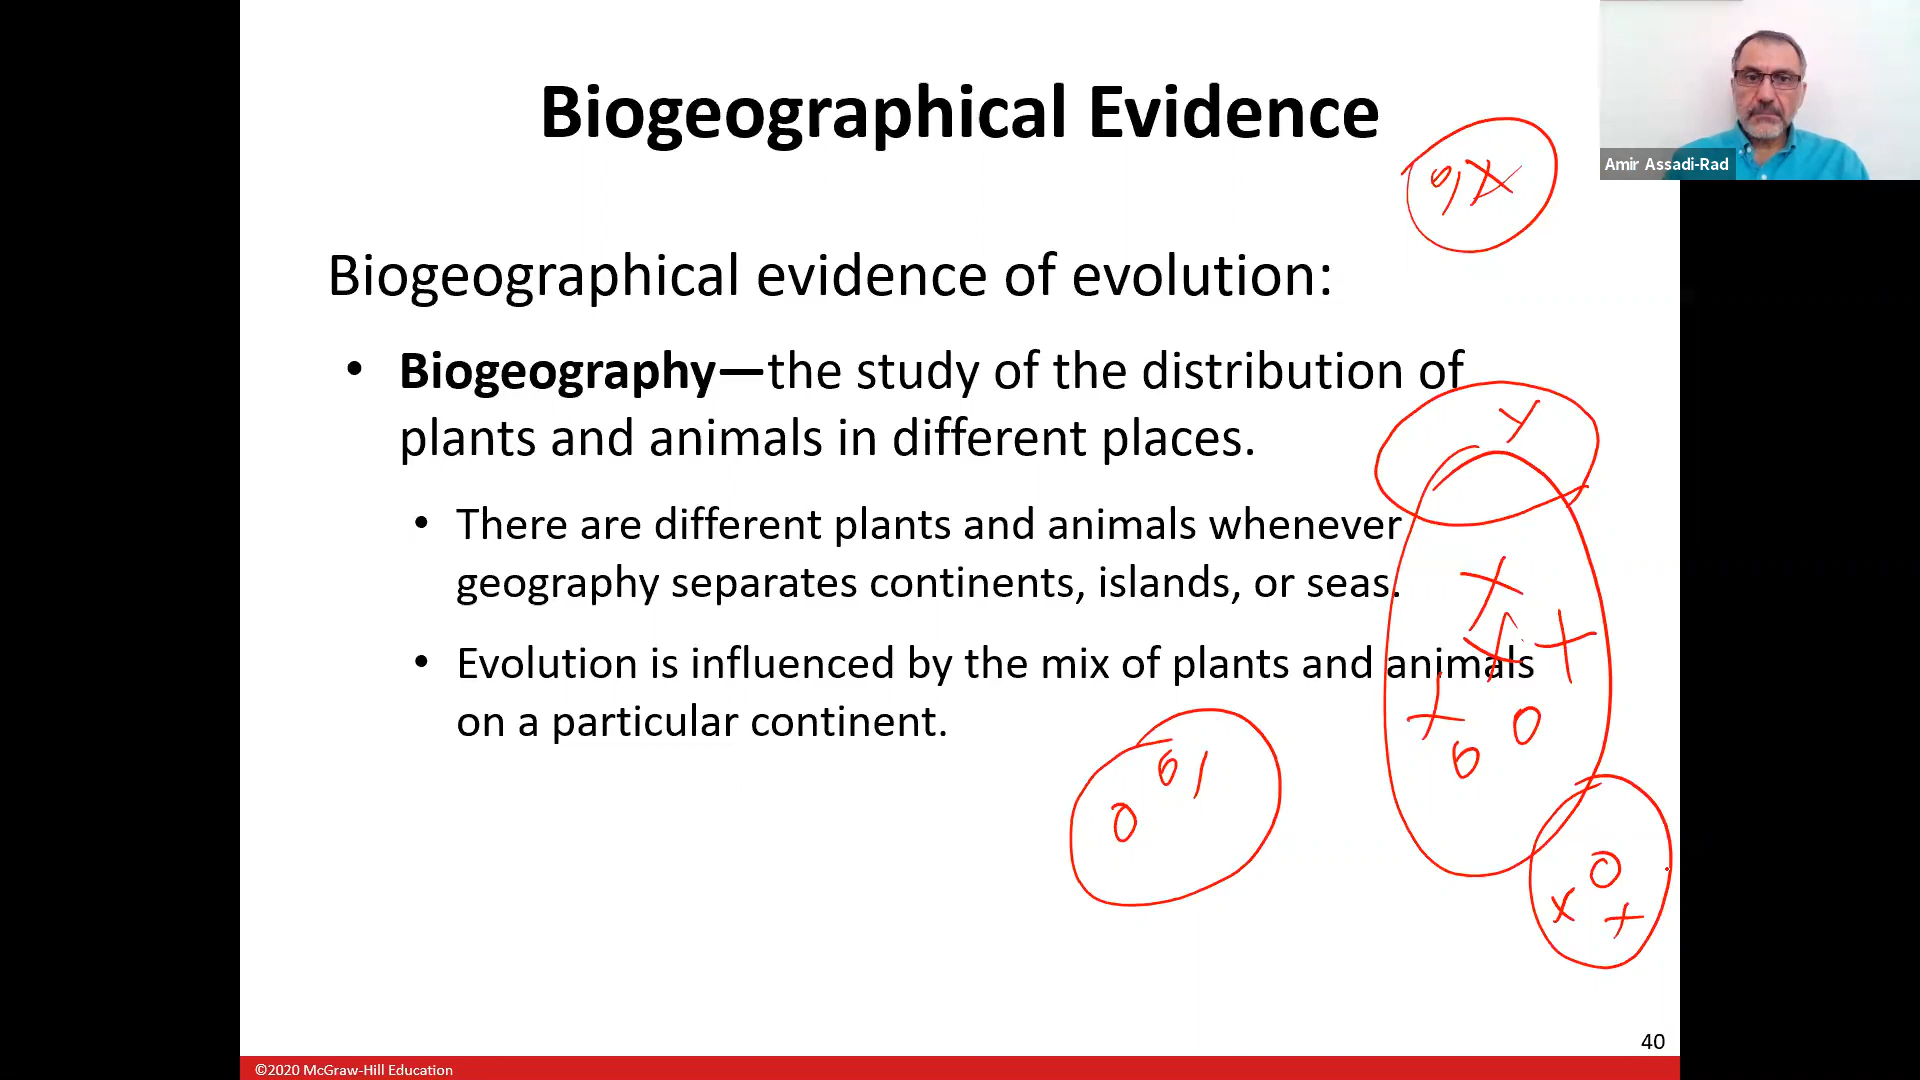 Biogeographical Evidence
Amir Assadi-Rad
Biogeographical evidence of evolution:
• Biogeography—the study of the distribution of
plants and animals in different places.
• There are different plants and animals whenever
geography separates continents, islands, or seas.
• Evolution is influenced by the mix of plants and animals
on a particular continent.
40
©2020 McGraw-Hill Education